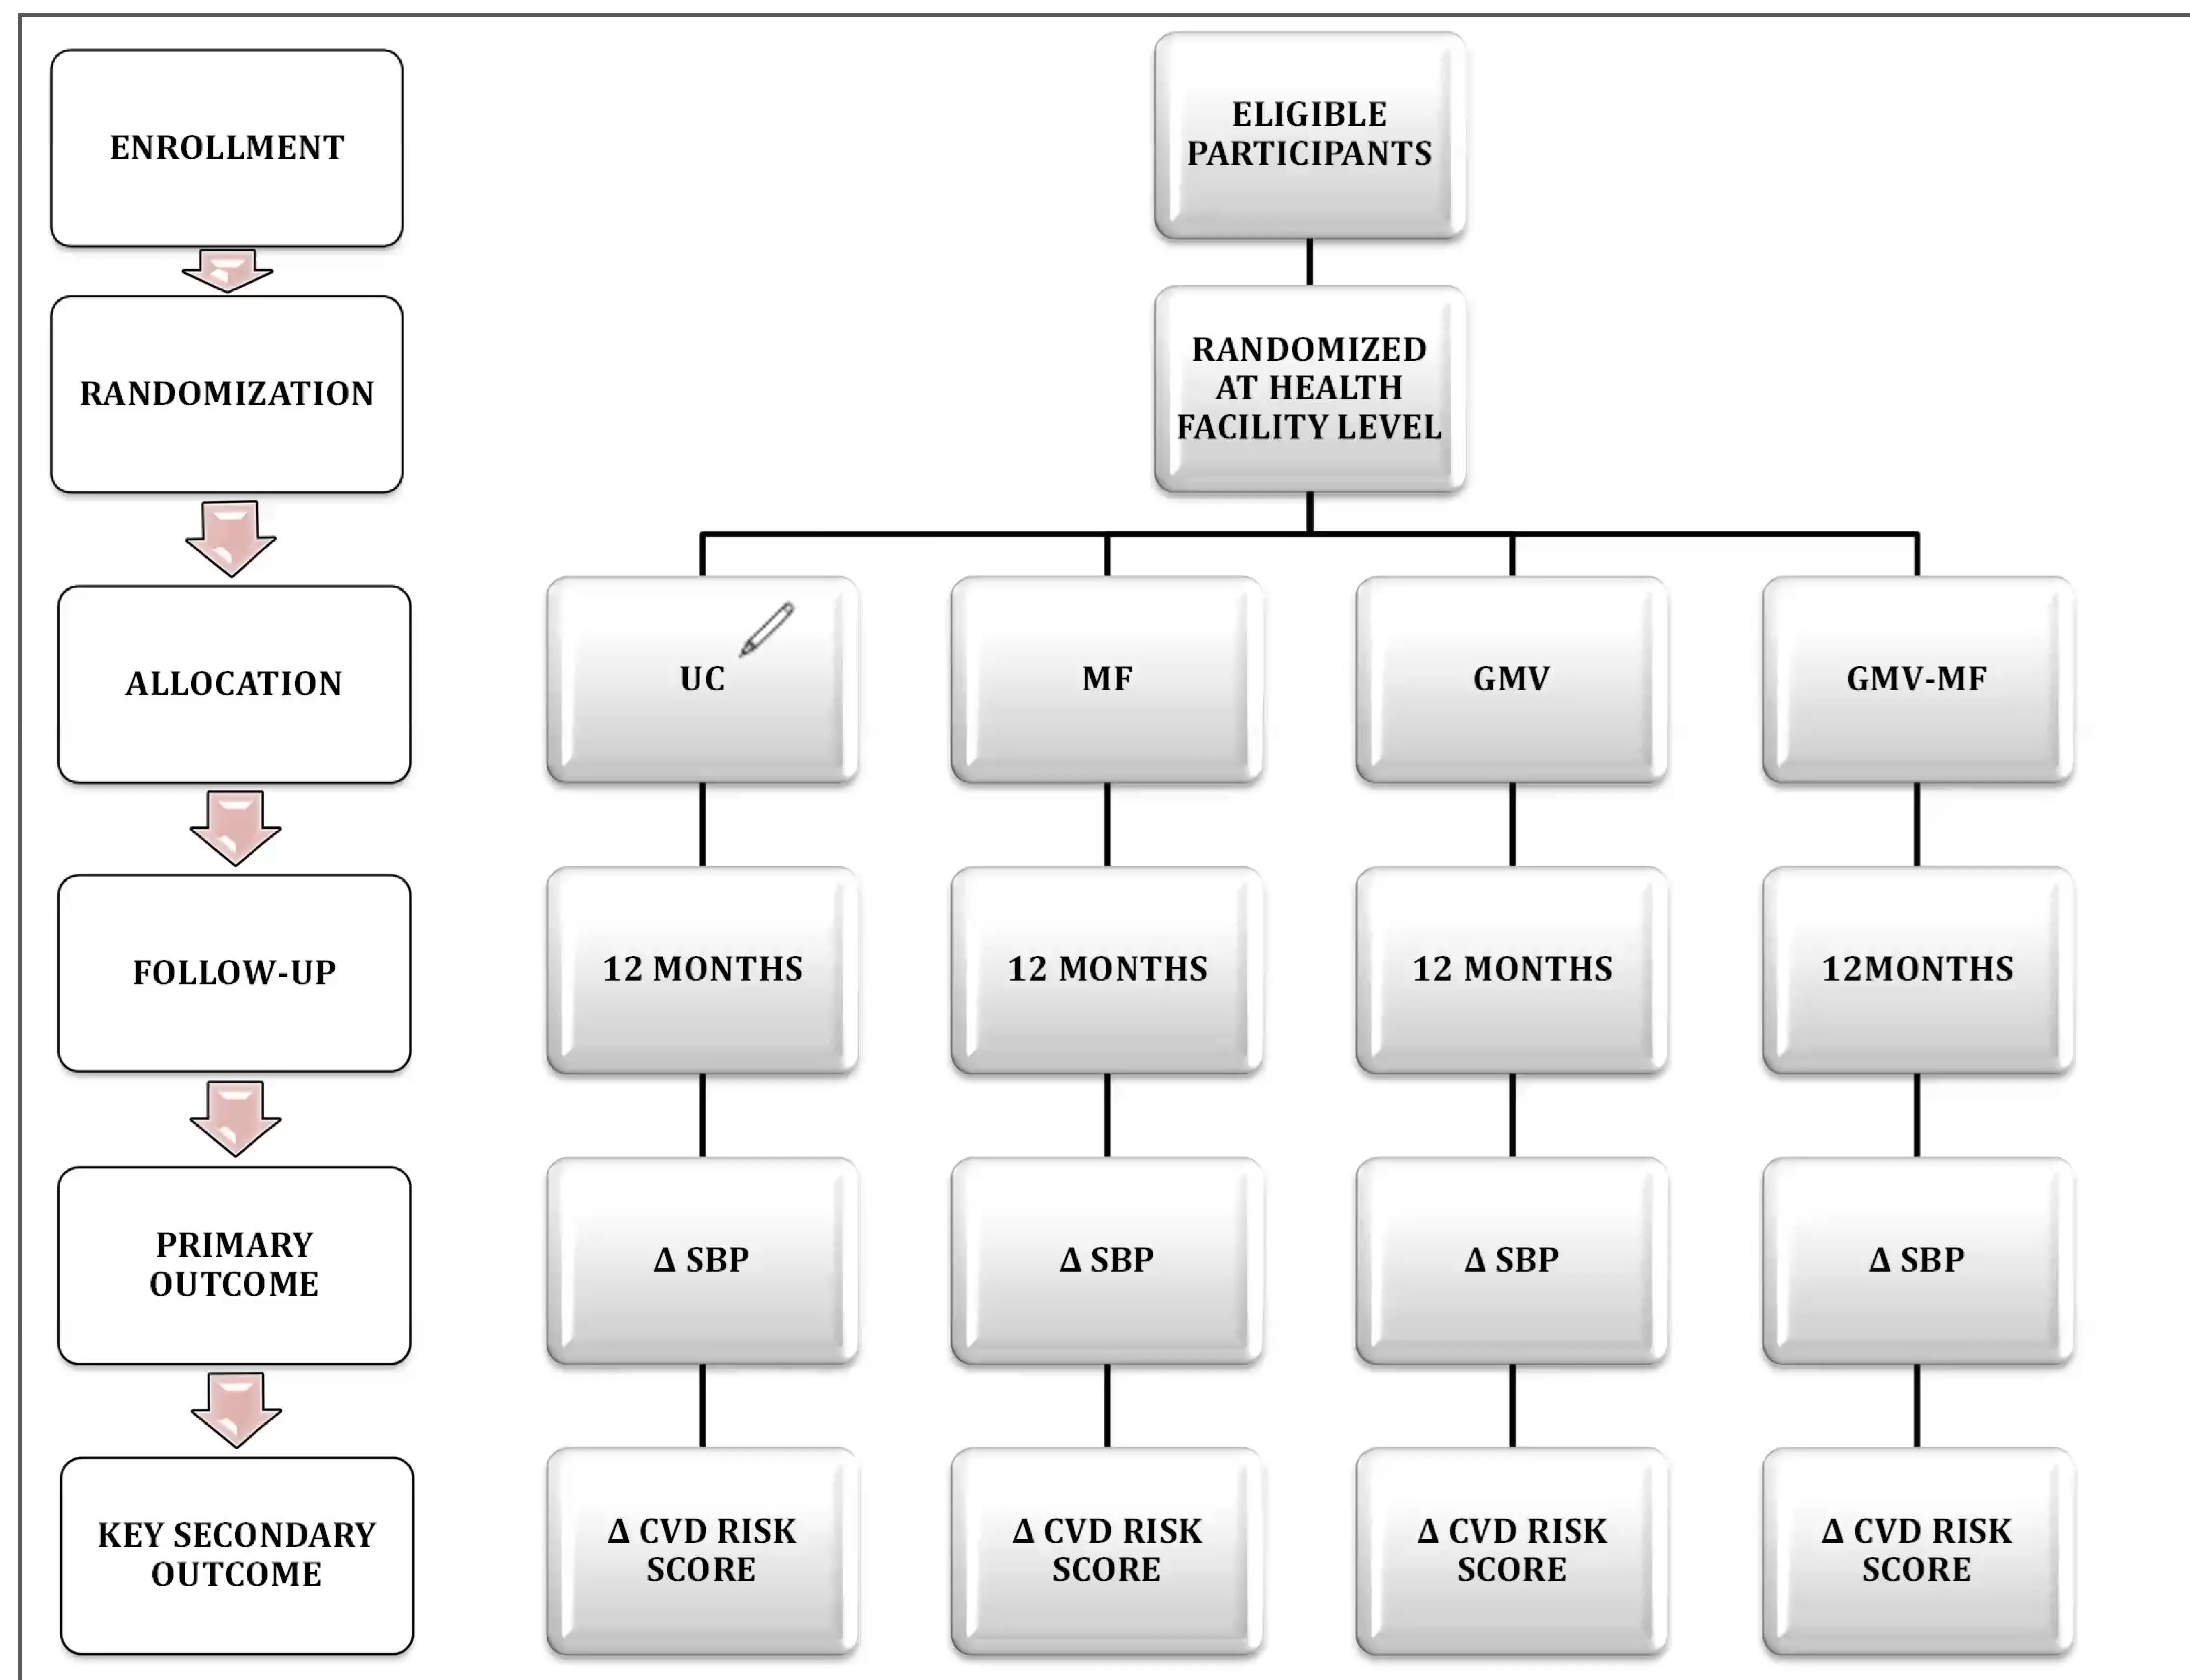 ENROLLMENT
ELIGIBLE
PARTICIPANTS
RANDOMIZATION
RANDOMIZED
AT HEALTH
FACILITY LEVEL
ALLOCATION
UC
MF
GMV
GMV-MF
FOLLOW-UP
12 MONTHS
12 MONTHS
12 MONTHS
12MONTHS
PRIMARY
OUTCOME
Δ SBP
Δ SBP
Δ SBP
Δ SBP
KEY SECONDARY
OUTCOME
Δ CVD RISK
SCORE
Δ CVD RISK
SCORE
Δ CVD RISK
SCORE
Δ CVD RISK
SCORE